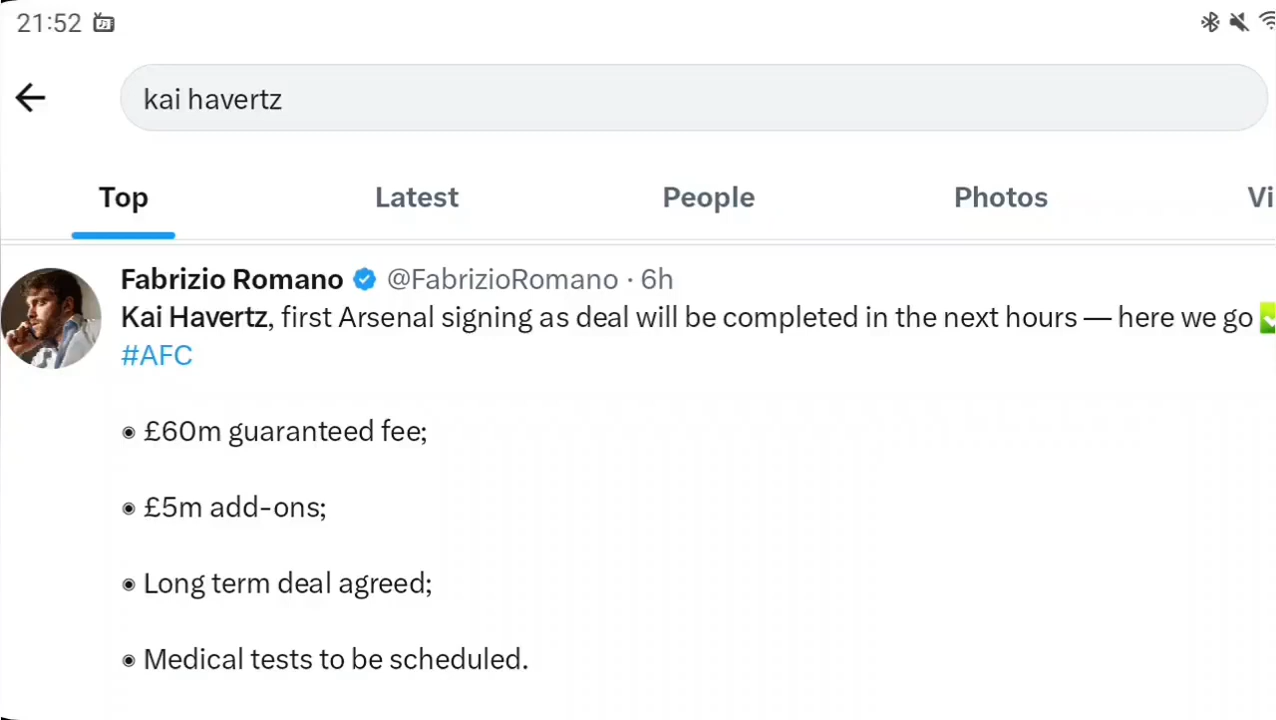 21:52
kai havertz
Top Latest People Photos Vi
Fabrizio Romano @FabrizioRomano · 6h
Kai Havertz, first Arsenal signing as deal will be completed in the next hours — here we go
#AFC
◉ £60m guaranteed fee;
◉ £5m add-ons;
◉ Long term deal agreed;
◉ Medical tests to be scheduled.